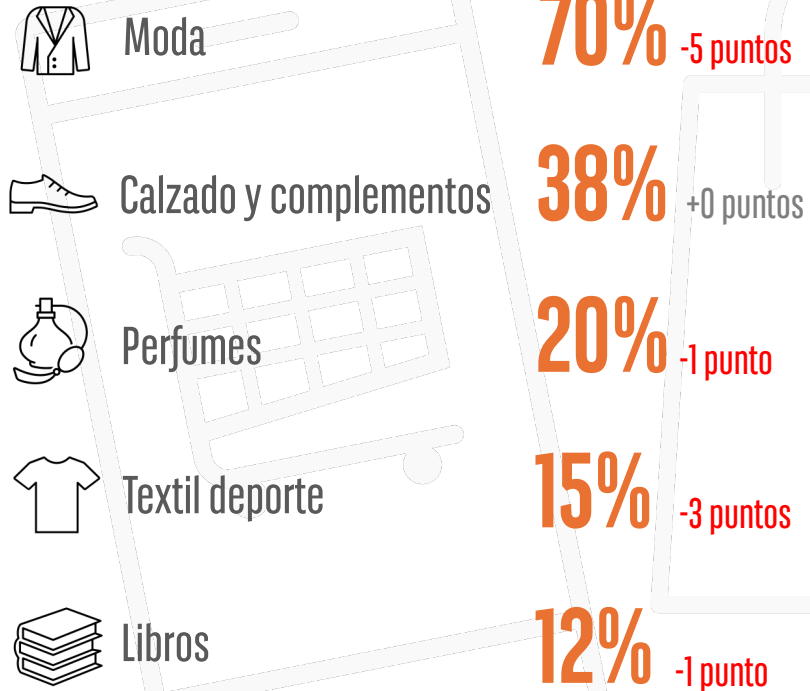 Moda 70% -5 puntos
Calzado y complementos 38% +0 puntos
Perfumes 20% -1 punto
Textil deporte 15% -3 puntos
Libros 12% -1 punto